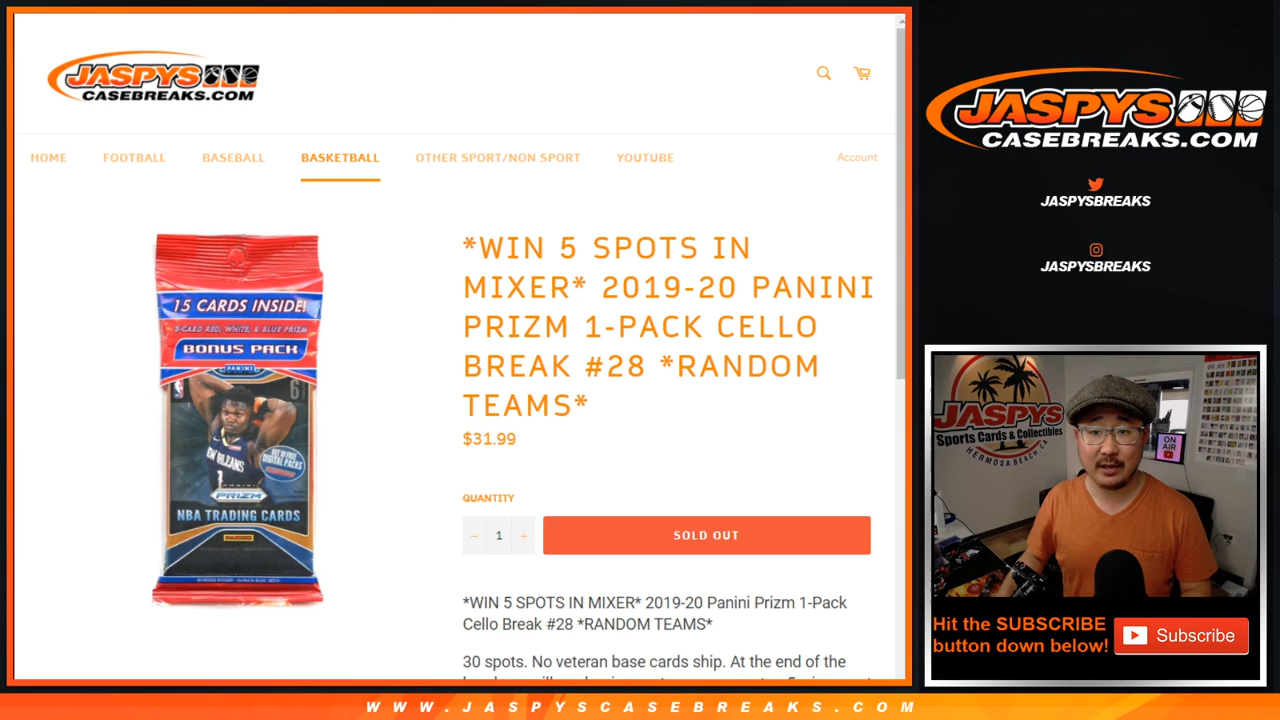 JASPYS
CASEBREAKS.COM
HOME
FOOTBALL
BASEBALL
BASKETBALL
OTHER SPORT/NON SPORT
YOUTUBE
Account
15 CARDS INSIDE!
3-CARD RED, WHITE, & BLUE PRIZM
BONUS PACK
PANINI
PRIZM
NBA TRADING CARDS
*WIN 5 SPOTS IN
MIXER* 2019-20 PANINI
PRIZM 1-PACK CELLO
BREAK #28 *RANDOM
TEAMS*
$31.99
QUANTITY
− 1 +
SOLD OUT
*WIN 5 SPOTS IN MIXER* 2019-20 Panini Prizm 1-Pack
Cello Break #28 *RANDOM TEAMS*
30 spots. No veteran base cards ship. At the end of the
JASPYS
CASEBREAKS.COM
JASPYSBREAKS
JASPYSBREAKS
JASPYS
Sports Cards & Collectibles
HERMOSA BEACH, CA
ON
AIR
Hit the SUBSCRIBE
button down below!
Subscribe
WWW.JASPYSCASEBREAKS.COM